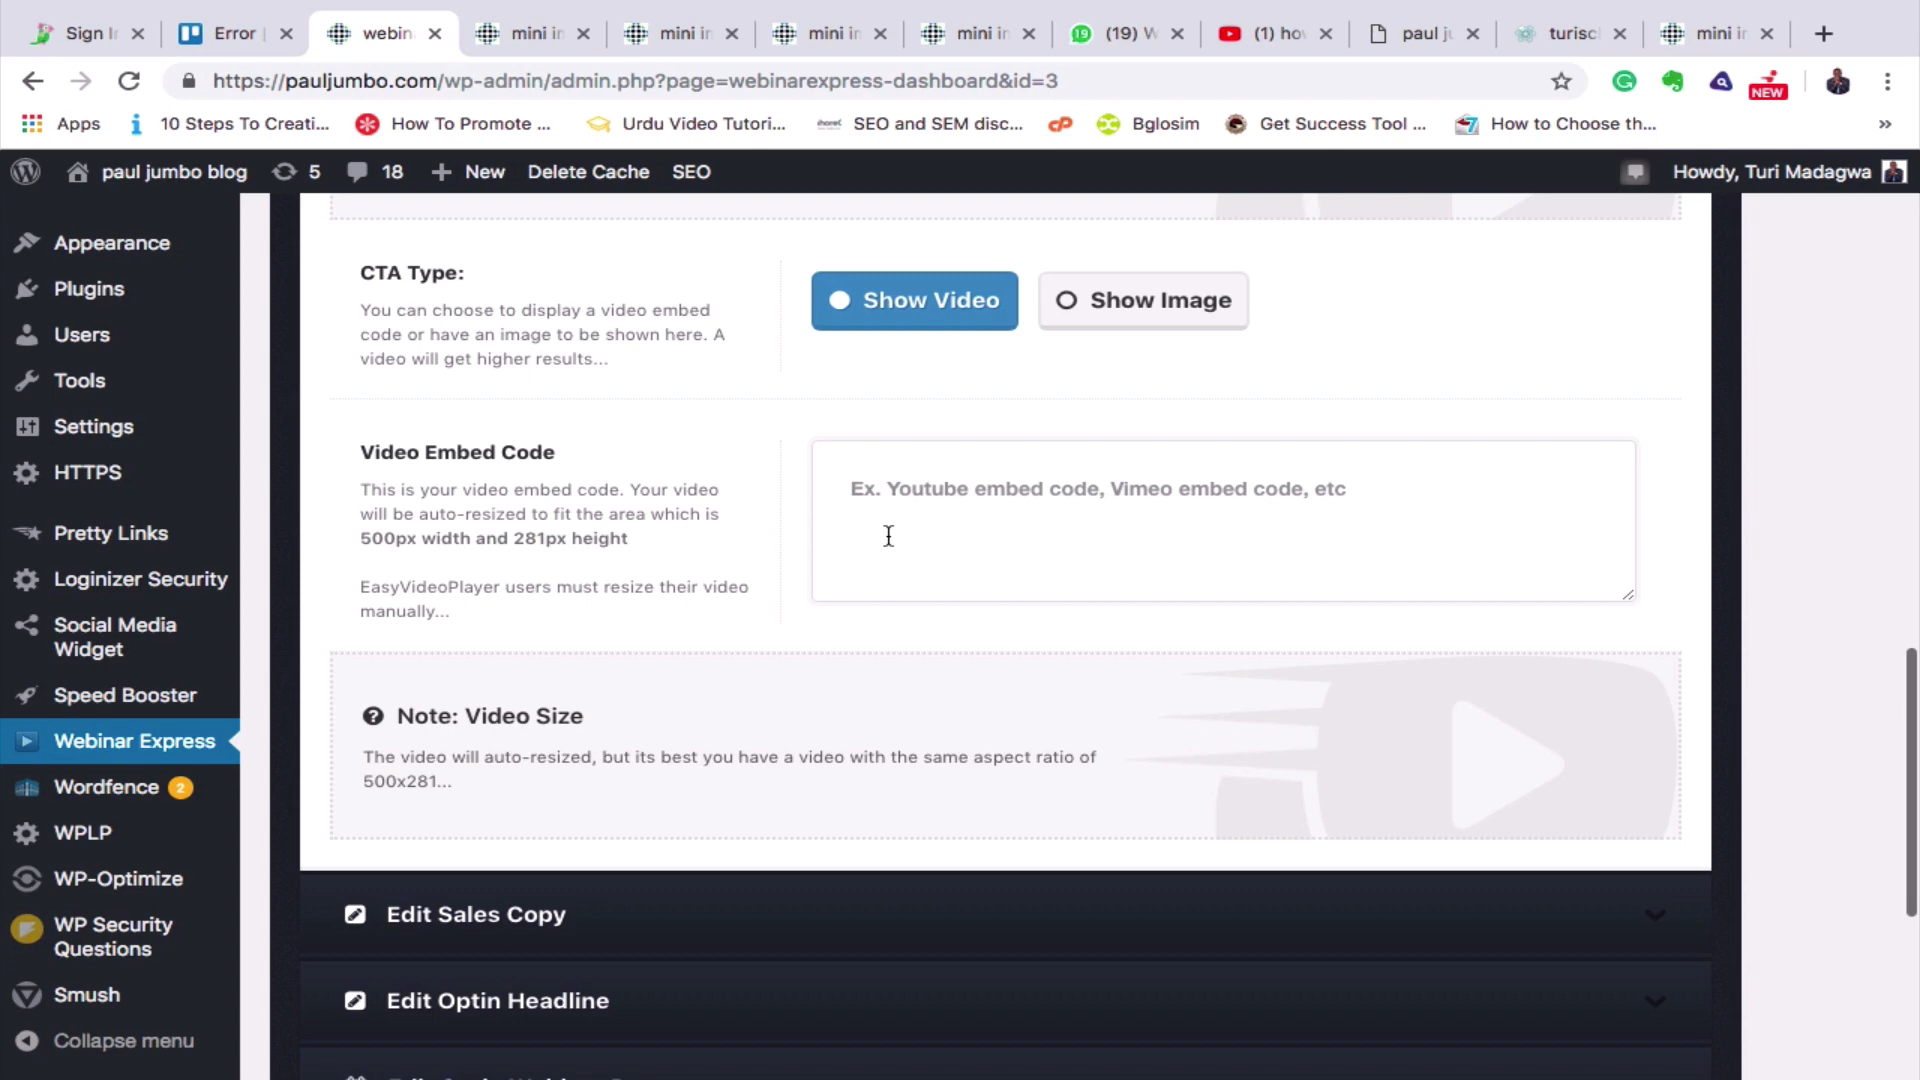 Sign I
Error
webin
mini in
mini in
mini in
mini in
(19) W
(1) ho
paul j
turisc
mini in
https://pauljumbo.com/wp-admin/admin.php?page=webinarexpress-dashboard&id=3
NEW
Apps
10 Steps To Creati...
How To Promote ...
Urdu Video Tutori...
SEO and SEM disc...
Bglosim
Get Success Tool ...
How to Choose th...
»
paul jumbo blog
5
18
New
Delete Cache
SEO
Howdy, Turi Madagwa
Appearance
Plugins
Users
Tools
Settings
HTTPS
Pretty Links
Loginizer Security
Social Media
Widget
Speed Booster
Webinar Express
Wordfence 2
WPLP
WP-Optimize
WP Security
Questions
Smush
Collapse menu
CTA Type:
You can choose to display a video embed
code or have an image to be shown here. A
video will get higher results...
Show Video
Show Image
Video Embed Code
This is your video embed code. Your video
will be auto-resized to fit the area which is
500px width and 281px height
EasyVideoPlayer users must resize their video
manually...
Ex. Youtube embed code, Vimeo embed code, etc
Note: Video Size
The video will auto-resized, but its best you have a video with the same aspect ratio of
500x281...
Edit Sales Copy
Edit Optin Headline